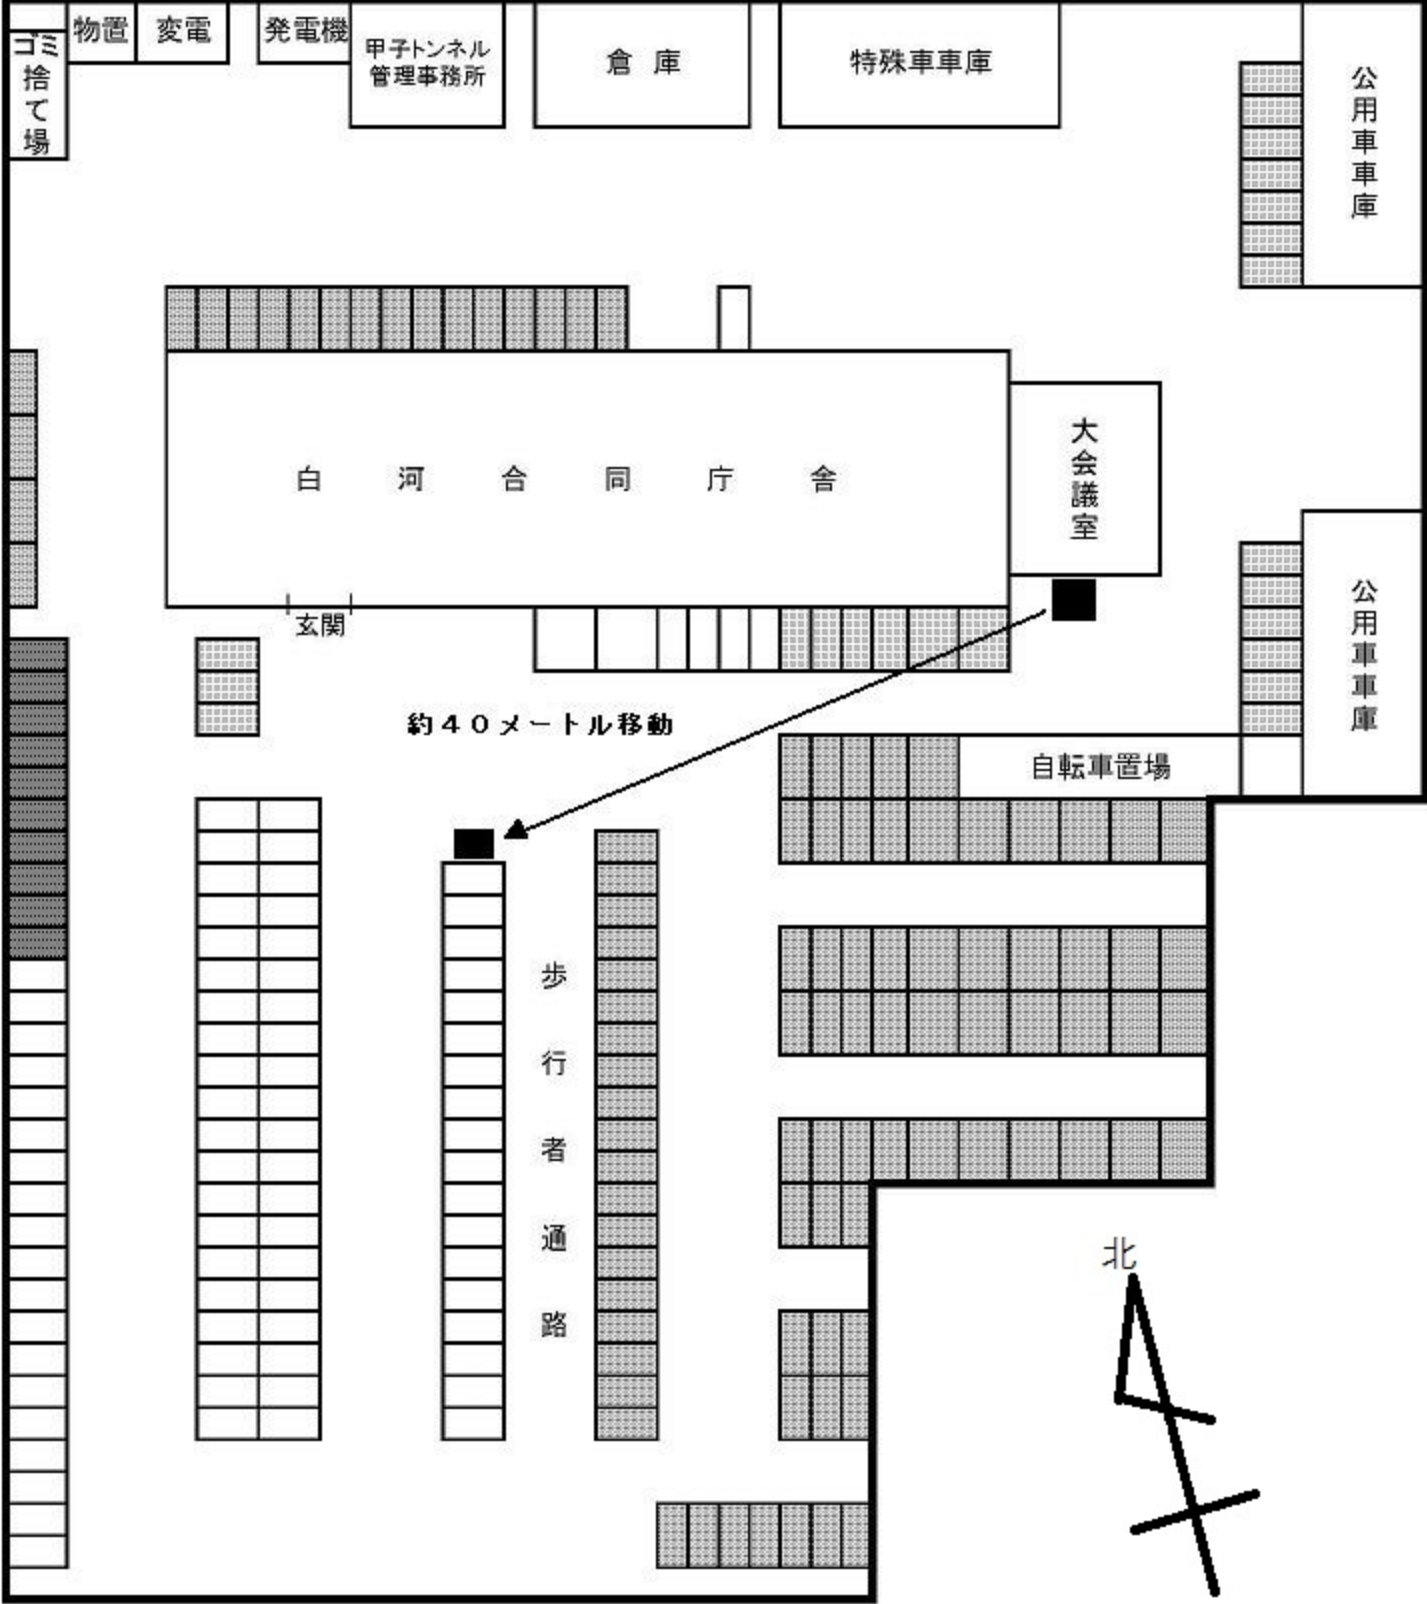 物置
変電
発電機
甲子トンネル
管理事務所
倉 庫
特殊車車庫
公用車車庫
ゴミ捨て場
白 河 合 同 庁 舎
大会議室
玄関
公用車車庫
約４０メートル移動
自転車置場
歩行者通路
北